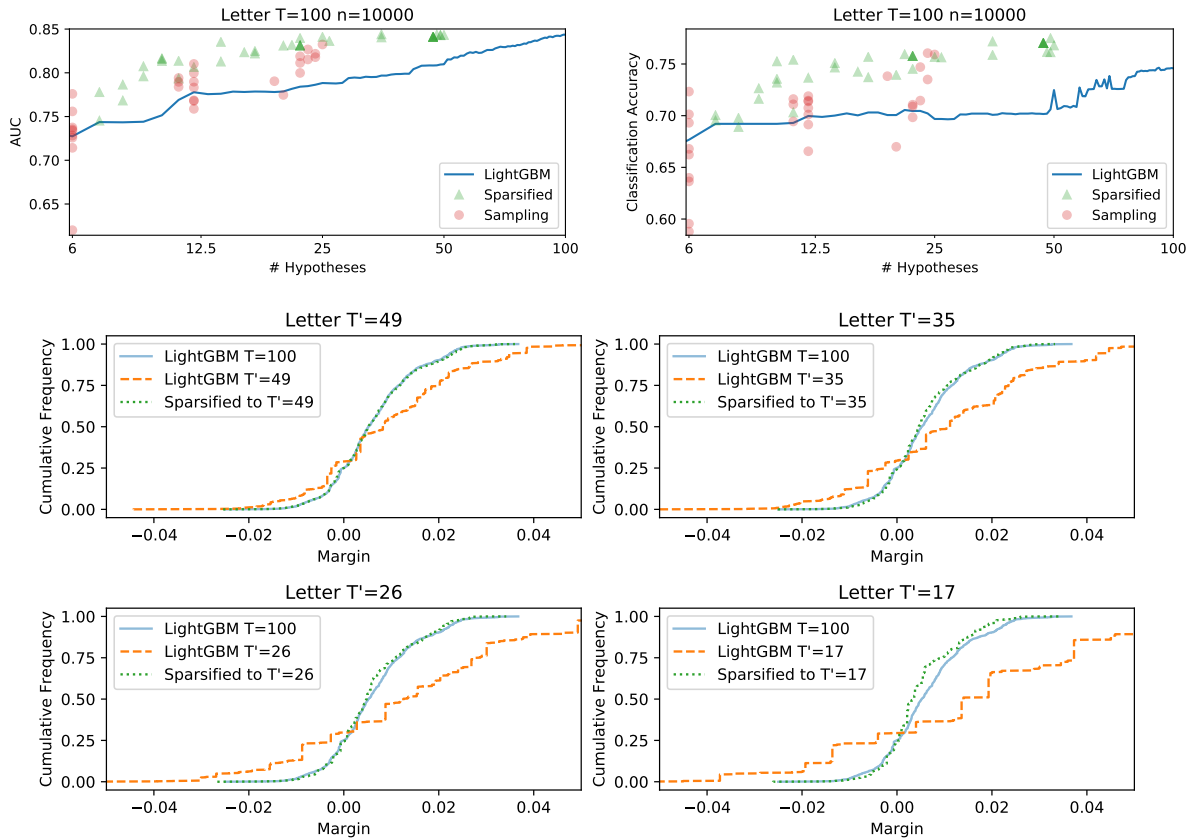 Letter T=100 n=10000
0.85
0.80
0.75
0.70
0.65
AUC
LightGBM
Sparsified
Sampling
6 12.5 25 50 100
# Hypotheses
Letter T=100 n=10000
0.75
0.70
0.65
0.60
Classification Accuracy
LightGBM
Sparsified
Sampling
6 12.5 25 50 100
# Hypotheses
Letter T'=49
1.00
0.75
0.50
0.25
0.00
Cumulative Frequency
LightGBM T=100
LightGBM T'=49
Sparsified to T'=49
−0.04 −0.02 0.00 0.02 0.04
Margin
Letter T'=35
1.00
0.75
0.50
0.25
0.00
Cumulative Frequency
LightGBM T=100
LightGBM T'=35
Sparsified to T'=35
−0.04 −0.02 0.00 0.02 0.04
Margin
Letter T'=26
1.00
0.75
0.50
0.25
0.00
Cumulative Frequency
LightGBM T=100
LightGBM T'=26
Sparsified to T'=26
−0.04 −0.02 0.00 0.02 0.04
Margin
Letter T'=17
1.00
0.75
0.50
0.25
0.00
Cumulative Frequency
LightGBM T=100
LightGBM T'=17
Sparsified to T'=17
−0.04 −0.02 0.00 0.02 0.04
Margin